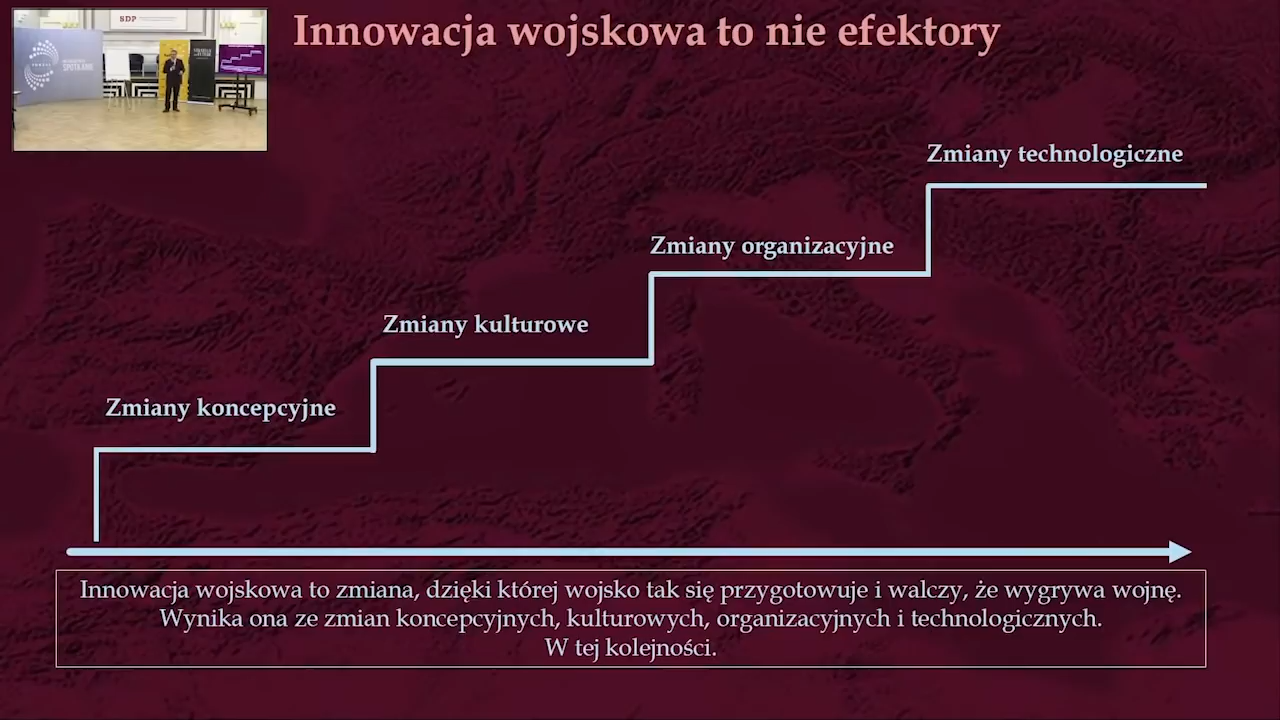 SDP
Innowacja wojskowa to nie efektory
Zmiany technologiczne
Zmiany organizacyjne
Zmiany kulturowe
Zmiany koncepcyjne
Innowacja wojskowa to zmiana, dzięki której wojsko tak się przygotowuje i walczy, że wygrywa wojnę.
Wynika ona ze zmian koncepcyjnych, kulturowych, organizacyjnych i technologicznych.
W tej kolejności.